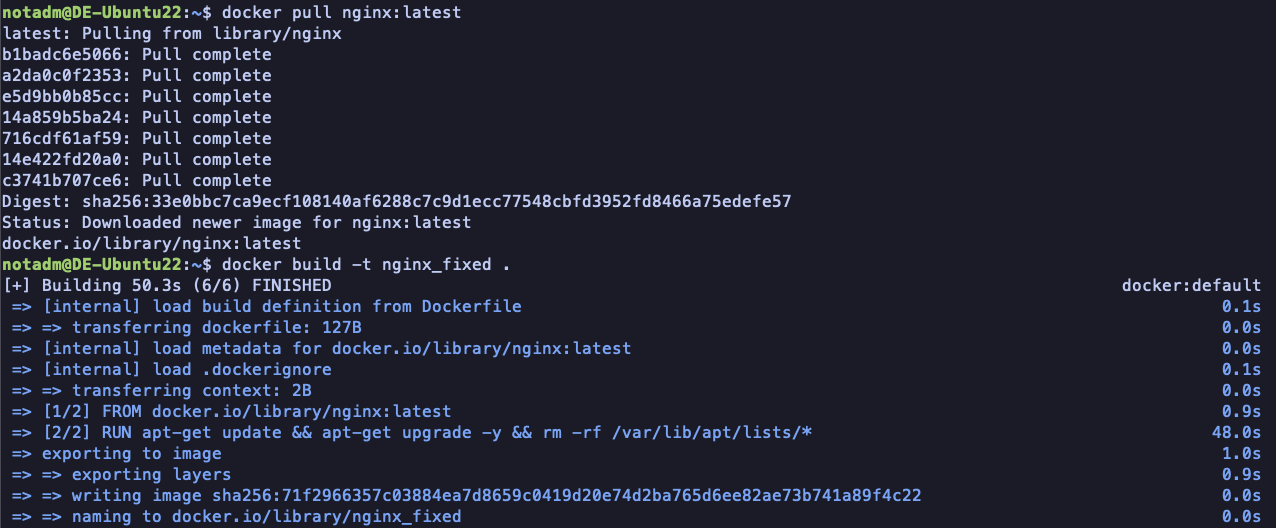 notadm@DE-Ubuntu22:~$ docker pull nginx:latest
latest: Pulling from library/nginx
b1badc6e5066: Pull complete
a2da0c0f2353: Pull complete
e5d9bb0b85cc: Pull complete
14a859b5ba24: Pull complete
716cdf61af59: Pull complete
14e422fd20a0: Pull complete
c3741b707ce6: Pull complete
Digest: sha256:33e0bbc7ca9ecf108140af6288c7c9d1ecc77548cbfd3952fd8466a75edefe57
Status: Downloaded newer image for nginx:latest
docker.io/library/nginx:latest
notadm@DE-Ubuntu22:~$ docker build -t nginx_fixed .
[+] Building 50.3s (6/6) FINISHED docker:default
=> [internal] load build definition from Dockerfile 0.1s
=> => transferring dockerfile: 127B 0.0s
=> [internal] load metadata for docker.io/library/nginx:latest 0.0s
=> [internal] load .dockerignore 0.1s
=> => transferring context: 2B 0.0s
=> [1/2] FROM docker.io/library/nginx:latest 0.9s
=> [2/2] RUN apt-get update && apt-get upgrade -y && rm -rf /var/lib/apt/lists/* 48.0s
=> exporting to image 1.0s
=> => exporting layers 0.9s
=> => writing image sha256:71f2966357c03884ea7d8659c0419d20e74d2ba765d6ee82ae73b741a89f4c22 0.0s
=> => naming to docker.io/library/nginx_fixed 0.0s